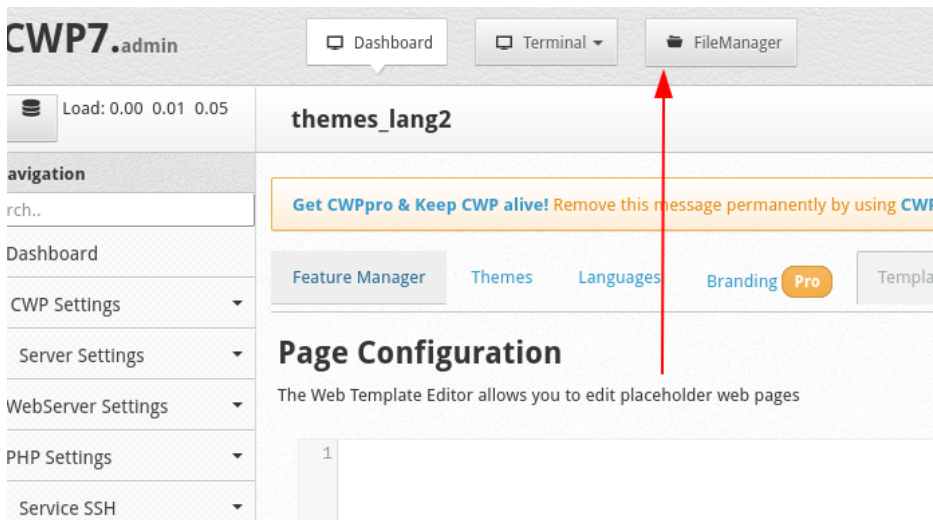 CWP7.admin
Dashboard
Terminal
FileManager
Load: 0.00 0.01 0.05
themes_lang2
avigation
rch..
Get CWPpro & Keep CWP alive! Remove this message permanently by using CWP
Dashboard
Feature Manager
Themes
Languages
Branding Pro
Templa
CWP Settings
Server Settings
Page Configuration
The Web Template Editor allows you to edit placeholder web pages
WebServer Settings
1
PHP Settings
Service SSH